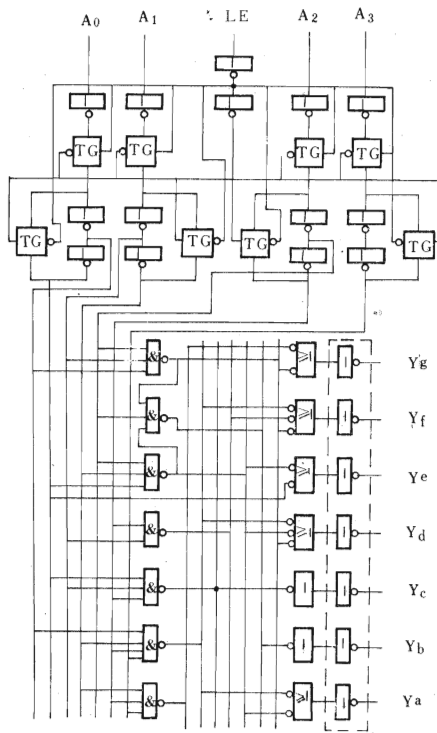 A0 A1 LE A2 A3
TG TG TG TG
TG TG TG TG
& ≥1 1 Yg
& ≥1 1 Yf
& ≥1 1 Ye
& ≥1 1 Yd
& 1 1 Yc
& 1 1 Yb
& ≥1 1 Ya